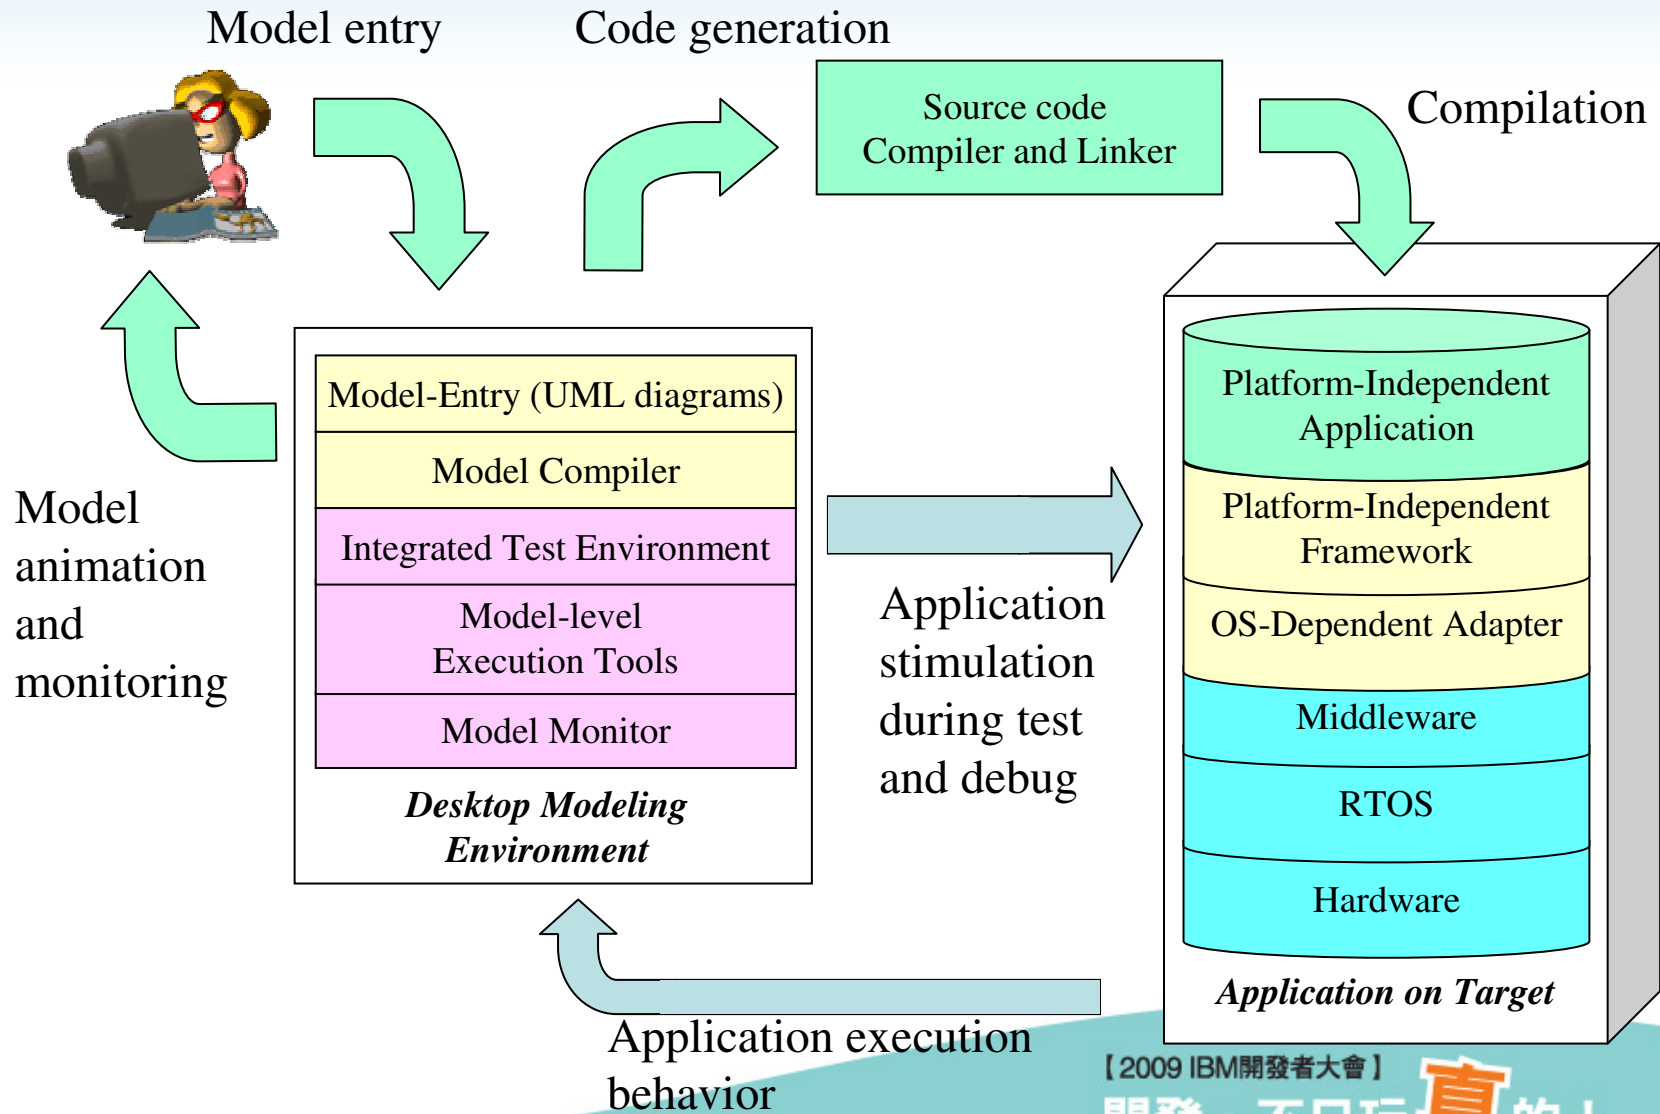 Model entry
Code generation
Source code
Compiler and Linker
Compilation
Model-Entry (UML diagrams)
Model Compiler
Integrated Test Environment
Model-level
Execution Tools
Model Monitor
Desktop Modeling
Environment
Model
animation
and
monitoring
Application
stimulation
during test
and debug
Platform-Independent
Application
Platform-Independent
Framework
OS-Dependent Adapter
Middleware
RTOS
Hardware
Application on Target
Application execution
behavior
【2009 IBM開發者大會】
真